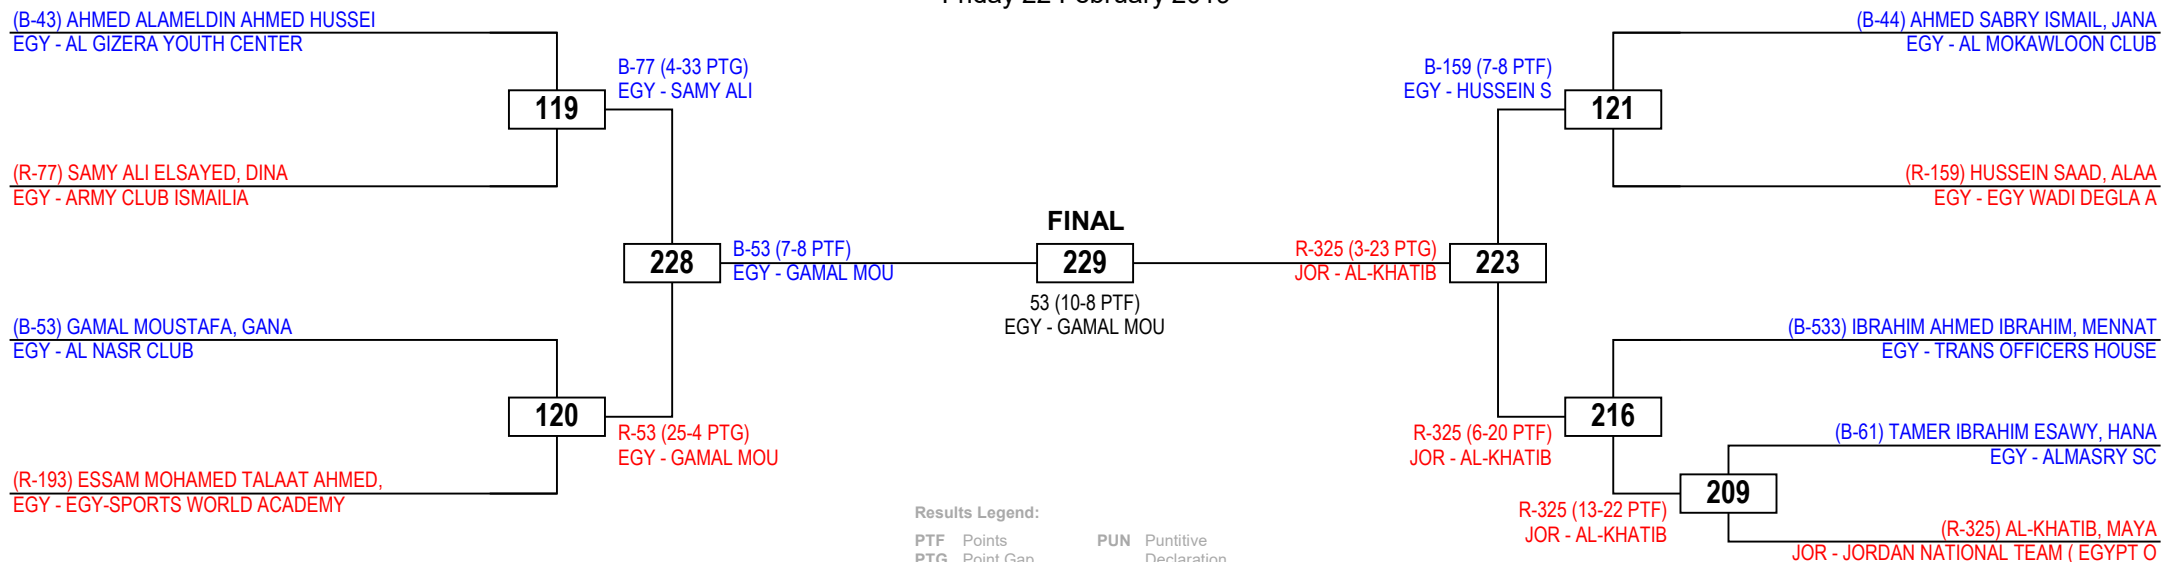 (B-43) AHMED ALAMELDIN AHMED HUSSEI
EGY - AL GIZERA YOUTH CENTER
119
B-77 (4-33 PTG)
EGY - SAMY ALI
(R-77) SAMY ALI ELSAYED, DINA
EGY - ARMY CLUB ISMAILIA
228
B-53 (7-8 PTF)
EGY - GAMAL MOU
(B-53) GAMAL MOUSTAFA, GANA
EGY - AL NASR CLUB
120
R-53 (25-4 PTG)
EGY - GAMAL MOU
(R-193) ESSAM MOHAMED TALAAT AHMED,
EGY - EGY-SPORTS WORLD ACADEMY
FINAL
229
53 (10-8 PTF)
EGY - GAMAL MOU
(B-44) AHMED SABRY ISMAIL, JANA
EGY - AL MOKAWLOON CLUB
B-159 (7-8 PTF)
EGY - HUSSEIN S
121
(R-159) HUSSEIN SAAD, ALAA
EGY - EGY WADI DEGLA A
R-325 (3-23 PTG)
JOR - AL-KHATIB
223
(B-533) IBRAHIM AHMED IBRAHIM, MENNAT
EGY - TRANS OFFICERS HOUSE
216
R-325 (6-20 PTF)
JOR - AL-KHATIB
(B-61) TAMER IBRAHIM ESAWY, HANA
EGY - ALMASRY SC
209
R-325 (13-22 PTF)
JOR - AL-KHATIB
(R-325) AL-KHATIB, MAYA
JOR - JORDAN NATIONAL TEAM ( EGYPT O
Results Legend:
PTF Points
PUN Puntitive
PTG Point Gap
Declaration